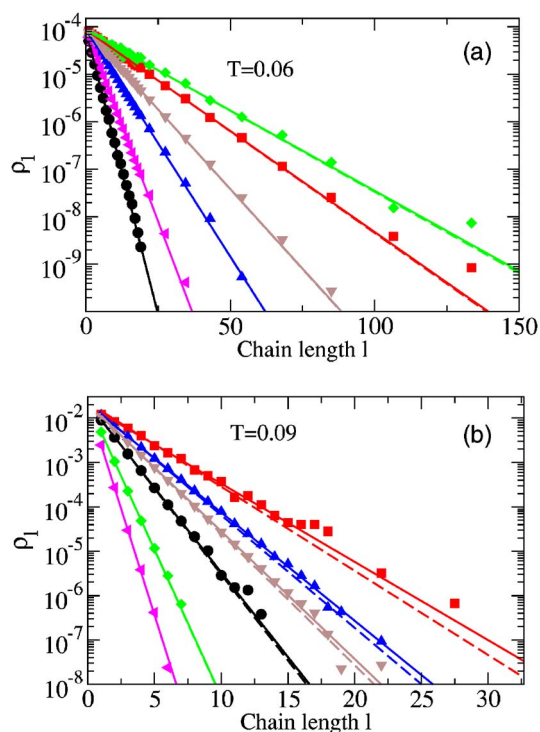 10⁻⁴
(a)
T=0.06
10⁻⁵
10⁻⁶
ρ₁
10⁻⁷
10⁻⁸
10⁻⁹
0 50 100 150
Chain length l
10⁻²
(b)
T=0.09
10⁻³
10⁻⁴
ρ₁
10⁻⁵
10⁻⁶
10⁻⁷
10⁻⁸
0 5 10 15 20 25 30
Chain length l